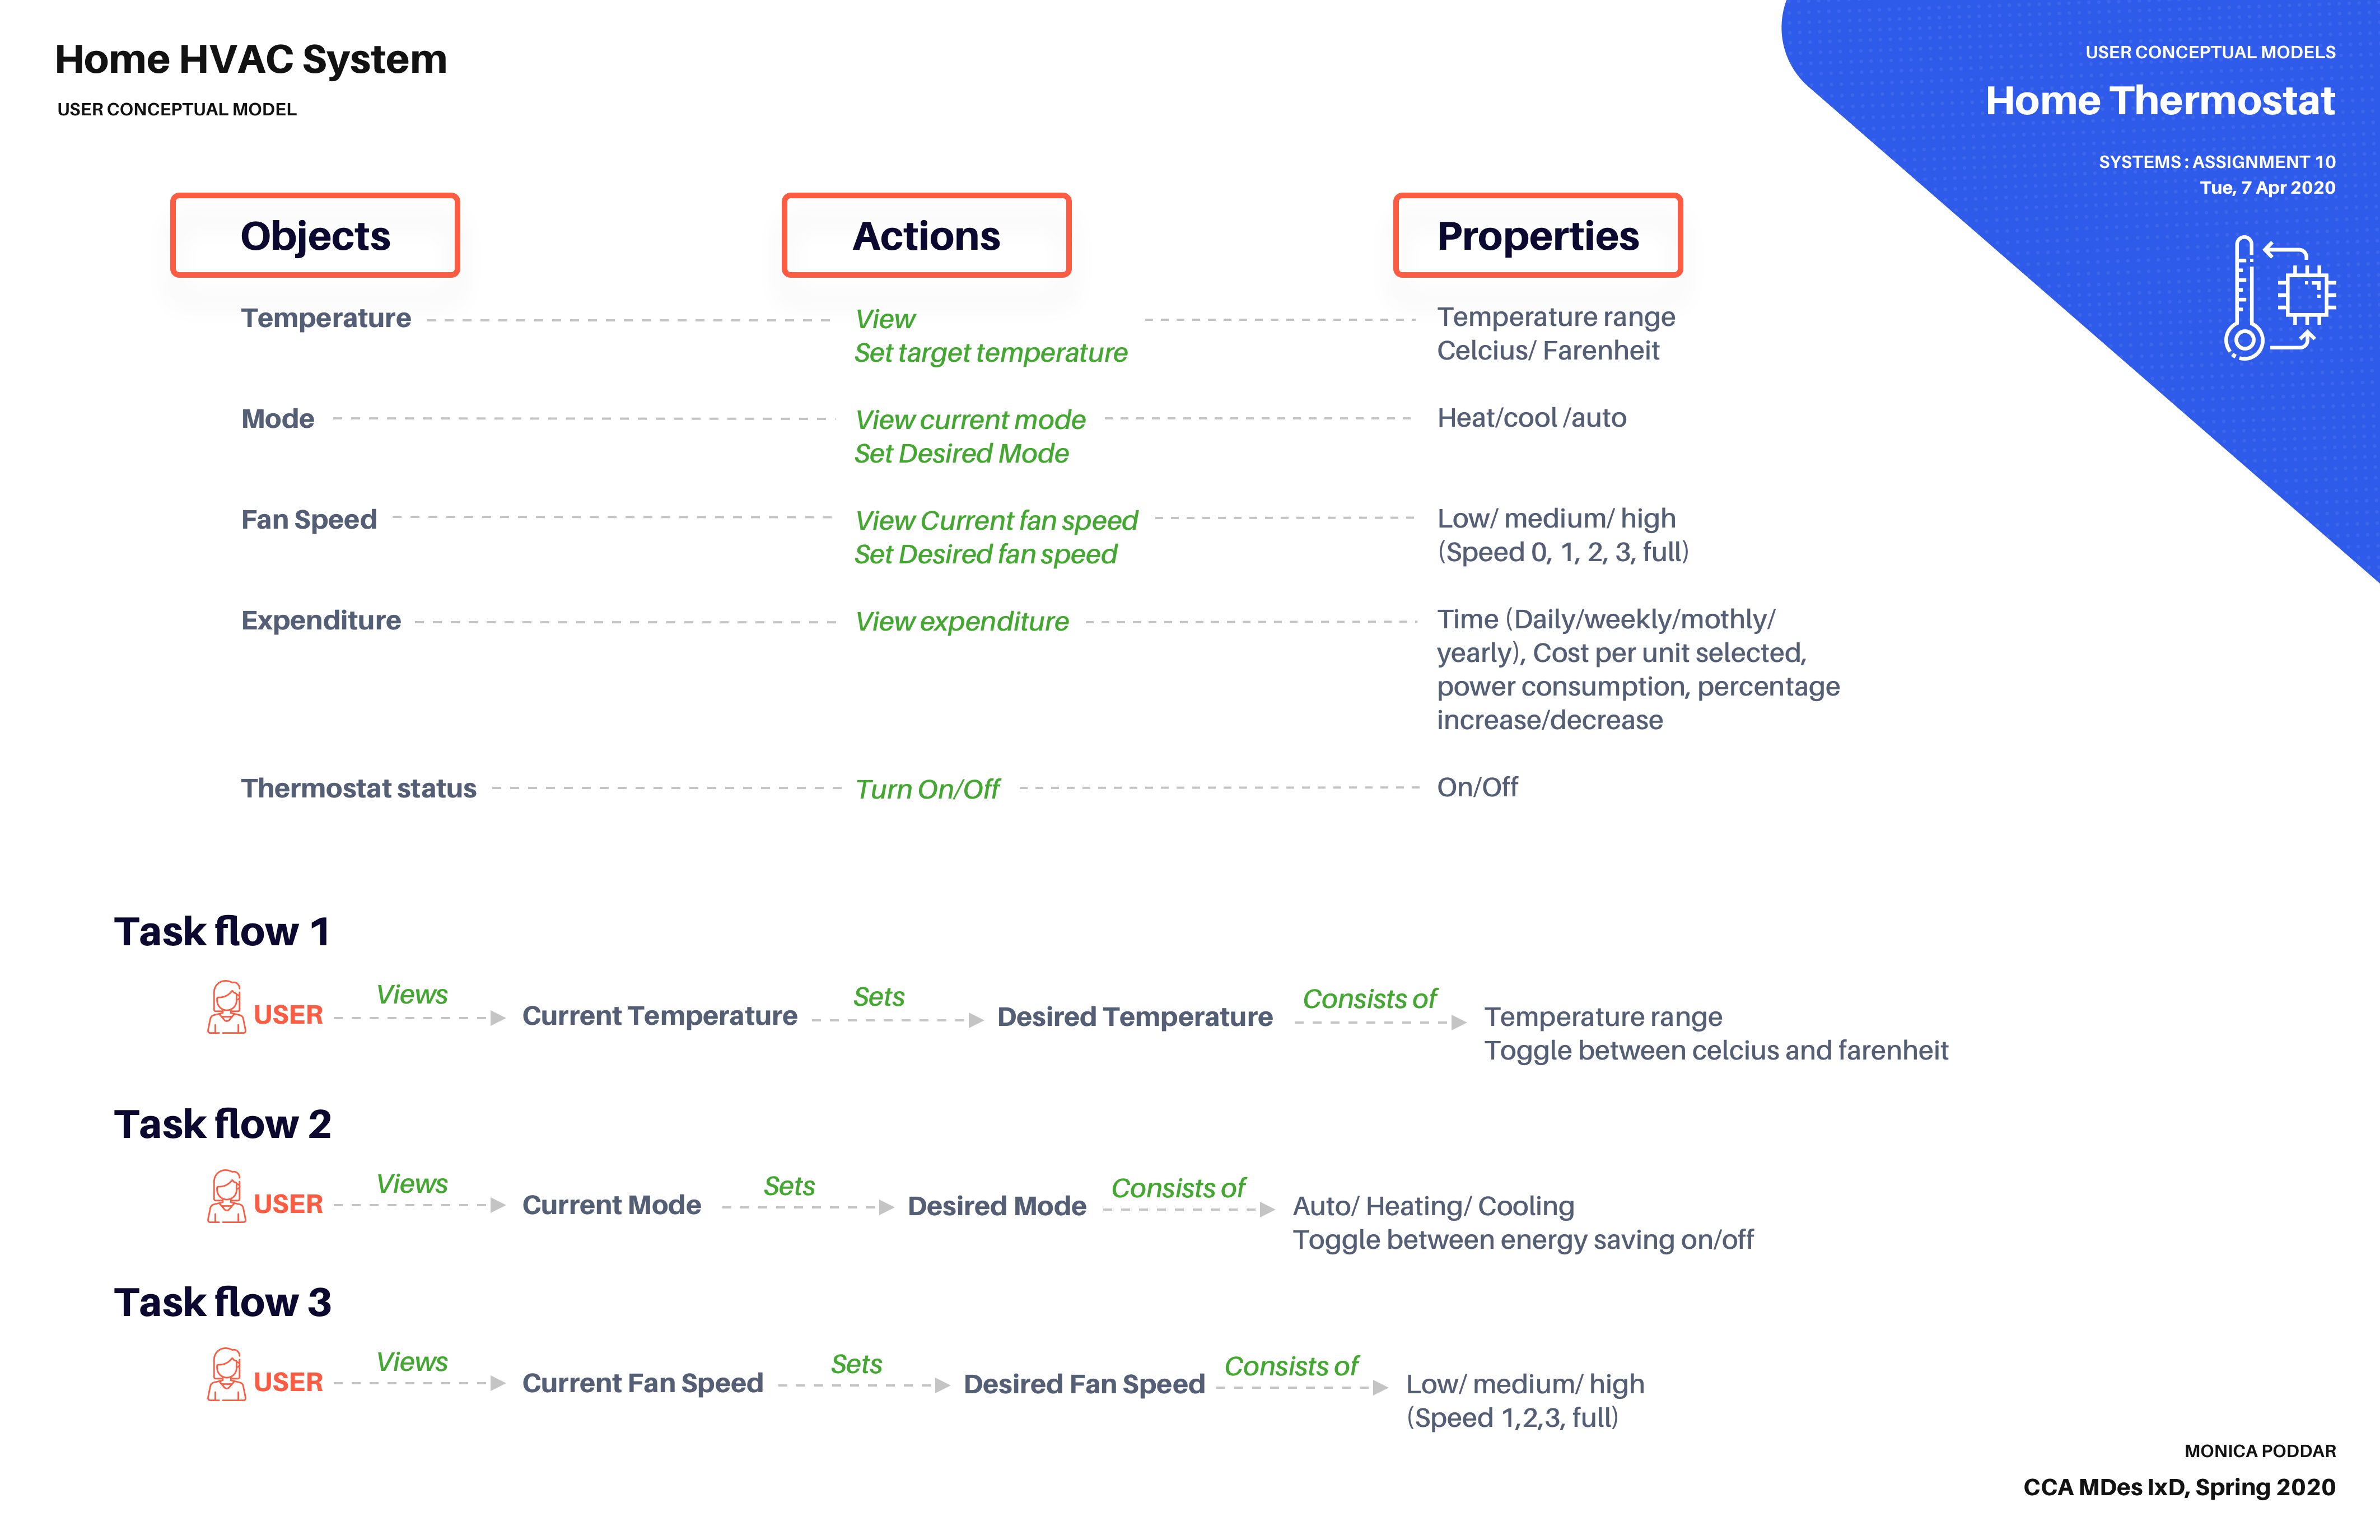 Home HVAC System
USER CONCEPTUAL MODEL
USER CONCEPTUAL MODELS
Home Thermostat
SYSTEMS : ASSIGNMENT 10
Tue, 7 Apr 2020
Objects
Actions
Properties
Temperature
View
Set target temperature
Temperature range
Celcius/ Farenheit
Mode
View current mode
Set Desired Mode
Heat/cool /auto
Fan Speed
View Current fan speed
Set Desired fan speed
Low/ medium/ high
(Speed 0, 1, 2, 3, full)
Expenditure
View expenditure
Time (Daily/weekly/mothly/
yearly), Cost per unit selected,
power consumption, percentage
increase/decrease
Thermostat status
Turn On/Off
On/Off
Task flow 1
USER
Views
Current Temperature
Sets
Desired Temperature
Consists of
Temperature range
Toggle between celcius and farenheit
Task flow 2
USER
Views
Current Mode
Sets
Desired Mode
Consists of
Auto/ Heating/ Cooling
Toggle between energy saving on/off
Task flow 3
USER
Views
Current Fan Speed
Sets
Desired Fan Speed
Consists of
Low/ medium/ high
(Speed 1,2,3, full)
MONICA PODDAR
CCA MDes IxD, Spring 2020